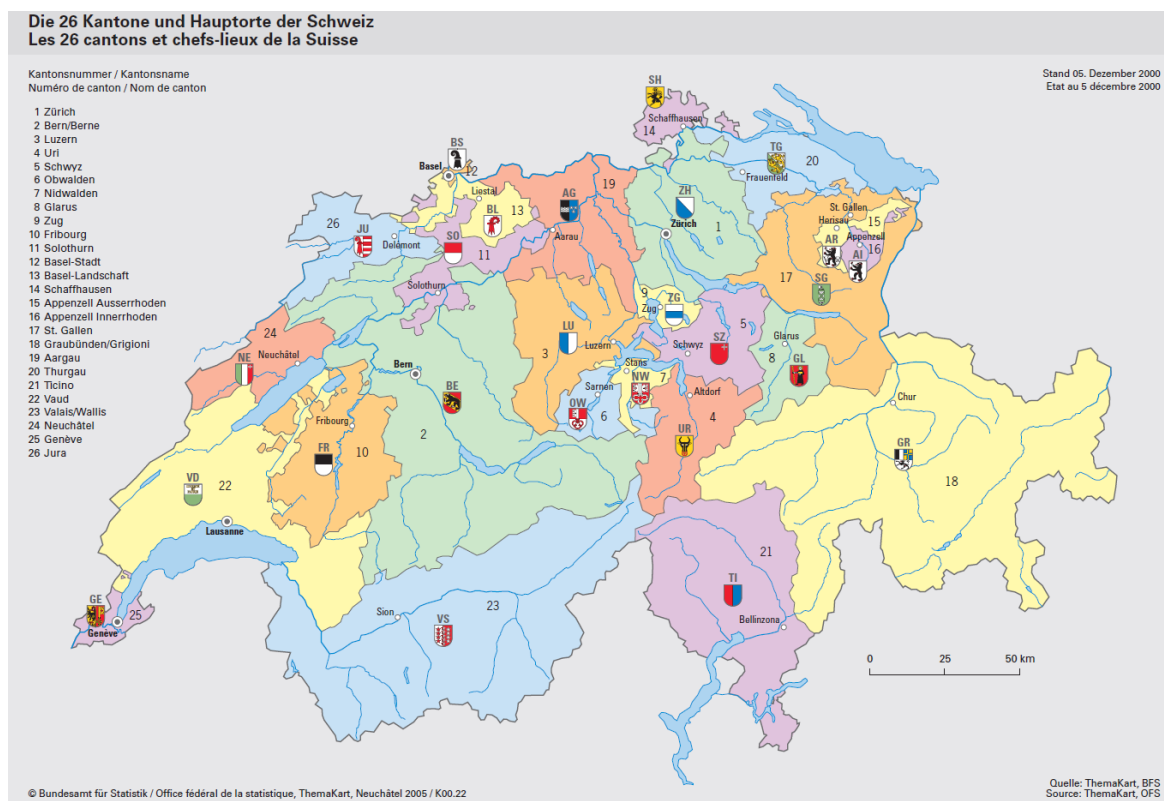 Die 26 Kantone und Hauptorte der Schweiz
Les 26 cantons et chefs-lieux de la Suisse
Kantonsnummer / Kantonsname
Numéro de canton / Nom de canton
Stand 05. Dezember 2000
Etat au 5 décembre 2000
1 Zürich
2 Bern/Berne
3 Luzern
4 Uri
5 Schwyz
6 Obwalden
7 Nidwalden
8 Glarus
9 Zug
10 Fribourg
11 Solothurn
12 Basel-Stadt
13 Basel-Landschaft
14 Schaffhausen
15 Appenzell Ausserrhoden
16 Appenzell Innerrhoden
17 St. Gallen
18 Graubünden/Grigioni
19 Aargau
20 Thurgau
21 Ticino
22 Vaud
23 Valais/Wallis
24 Neuchâtel
25 Genève
26 Jura
SH
Schaffhausen
14
BS
Basel
12
TG
20
Frauenfeld
Liestal
BL
13
AG
19
ZH
Zürich
1
26
JU
Delémont
SO
11
Aarau
St. Gallen
Herisau
15
AR
Appenzell
AI
16
17
SG
Solothurn
9
ZG
Zug
24
NE
Neuchâtel
LU
Luzern
3
SZ
5
Schwyz
Glarus
8
GL
Bern
BE
2
Stans
NW
7
Sarnen
OW
6
Altdorf
4
UR
Chur
GR
18
Fribourg
FR
10
VD
22
Lausanne
21
TI
Bellinzona
GE
Genève
25
Sion
VS
23
0 25 50 km
© Bundesamt für Statistik / Office fédéral de la statistique, ThemaKart, Neuchâtel 2005 / K00.22
Quelle: ThemaKart, BFS
Source: ThemaKart, OFS